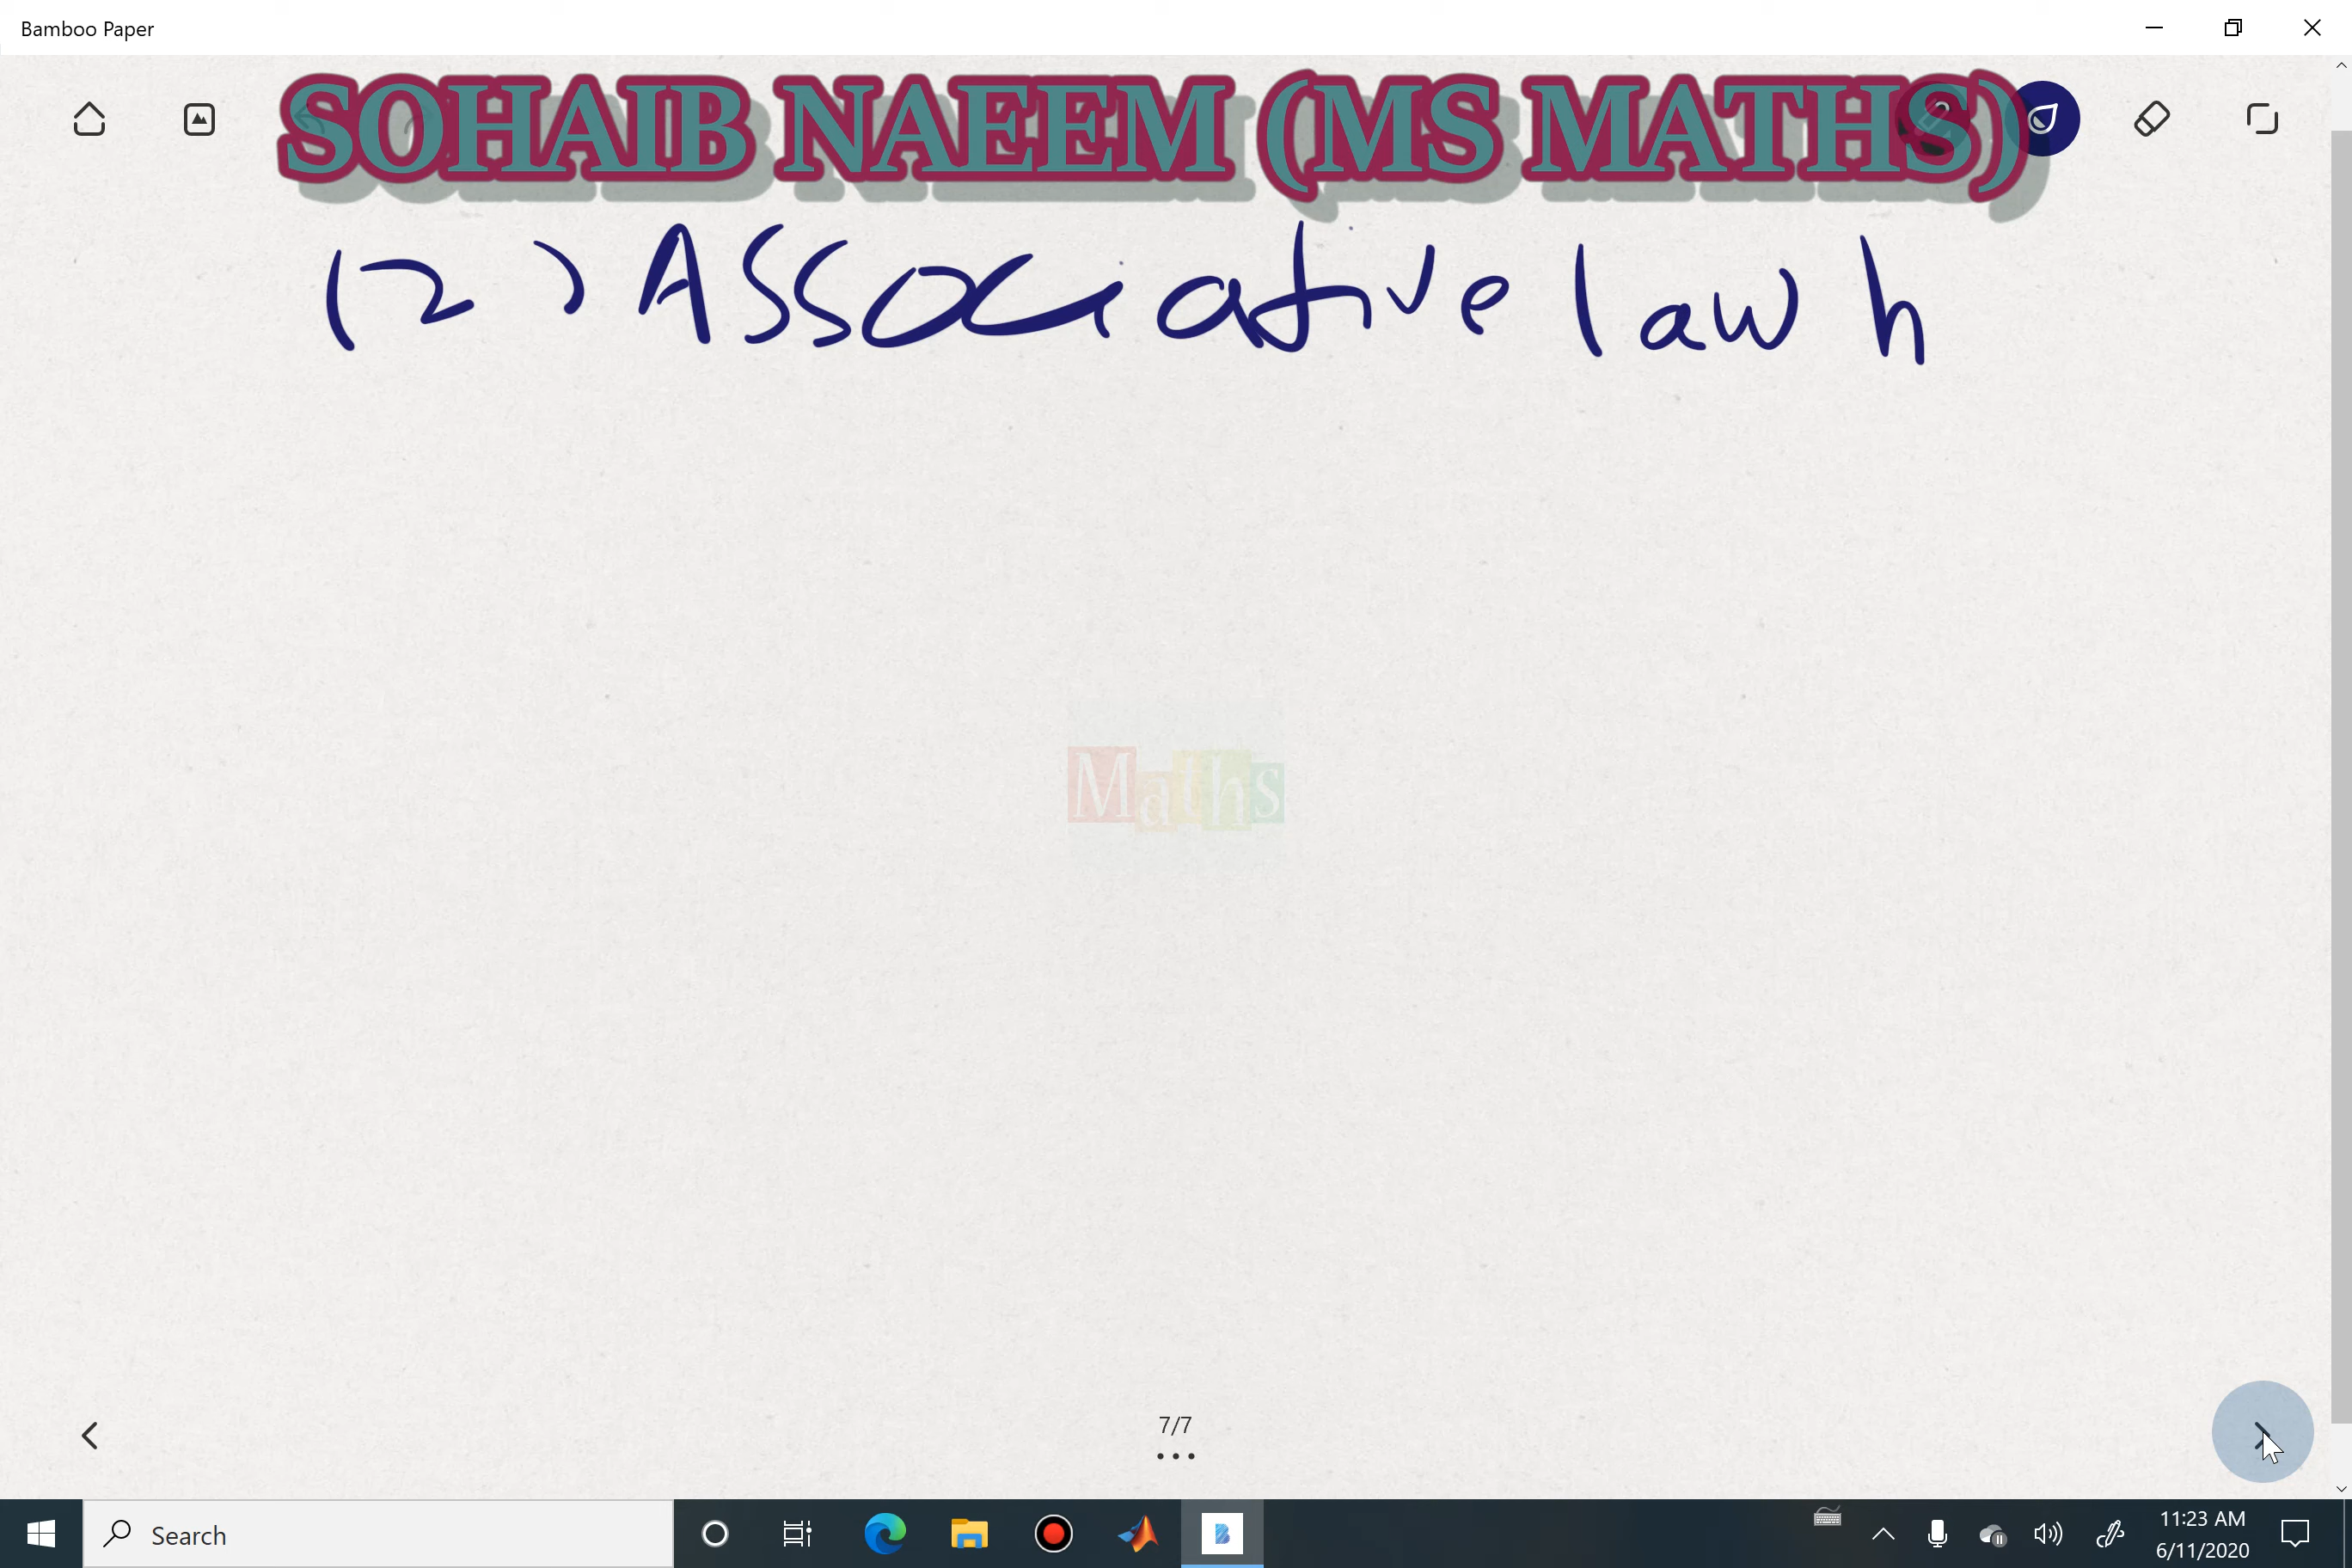 Bamboo Paper
SOHAIB NAEEM (MS MATHS)
(2) Associative law h
Maths
7/7
Search
11:23 AM
6/11/2020